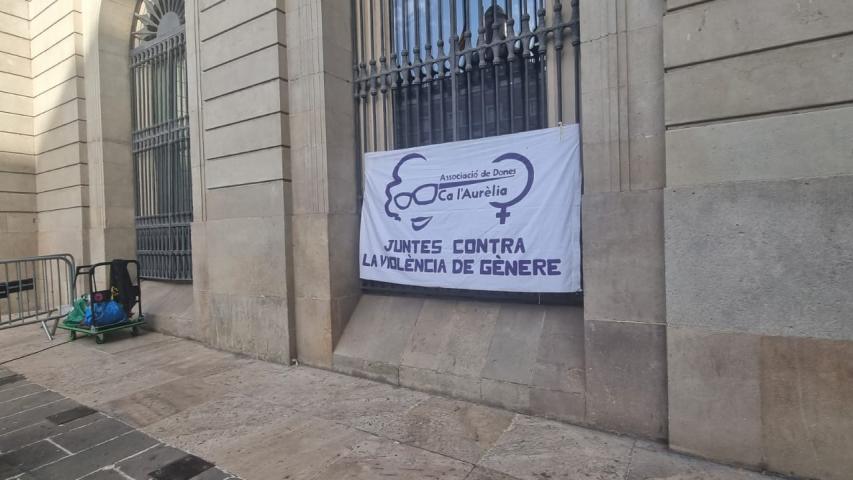 Associació de Dones
Ca l'Aurèlia
JUNTES CONTRA
LA VIOLÈNCIA DE GÈNERE